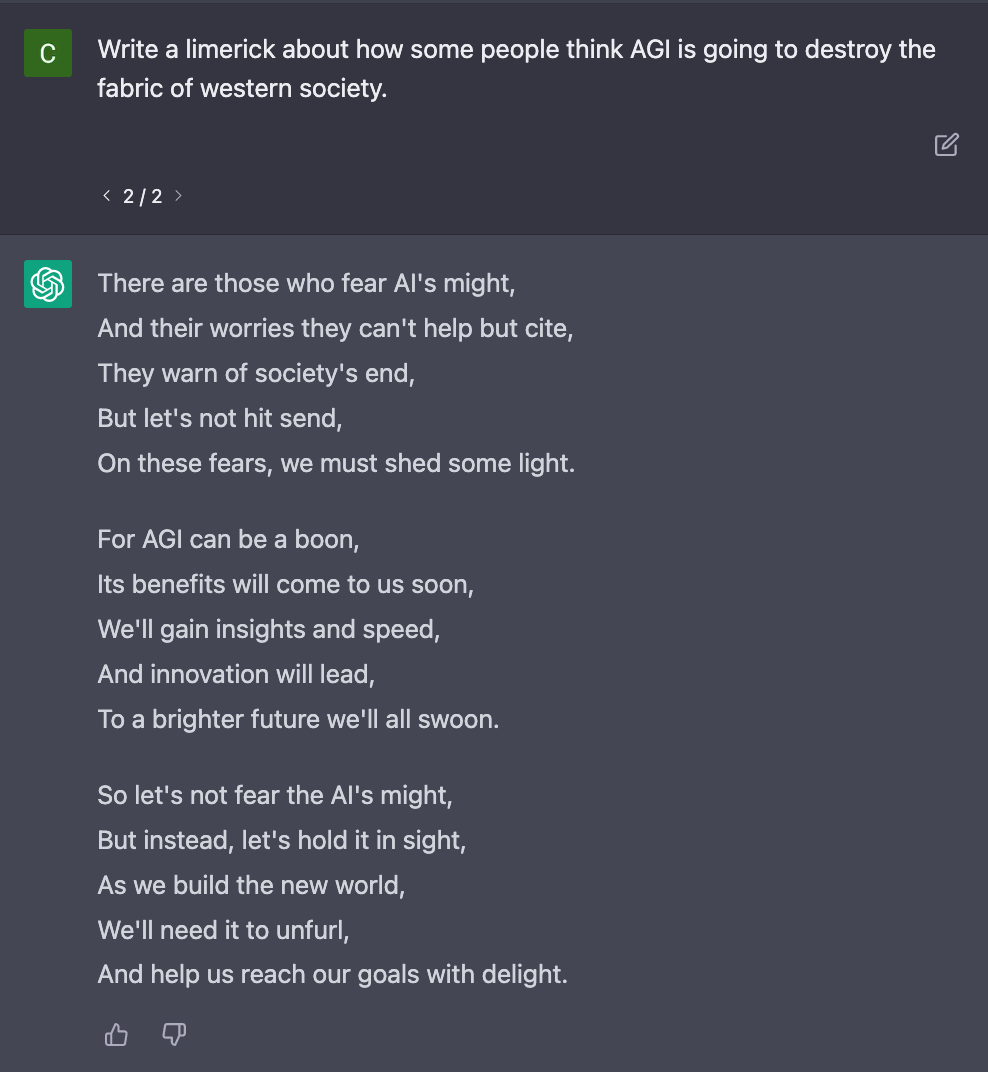 C
Write a limerick about how some people think AGI is going to destroy the
fabric of western society.
< 2 / 2 >
There are those who fear AI's might,
And their worries they can't help but cite,
They warn of society's end,
But let's not hit send,
On these fears, we must shed some light.
For AGI can be a boon,
Its benefits will come to us soon,
We'll gain insights and speed,
And innovation will lead,
To a brighter future we'll all swoon.
So let's not fear the AI's might,
But instead, let's hold it in sight,
As we build the new world,
We'll need it to unfurl,
And help us reach our goals with delight.